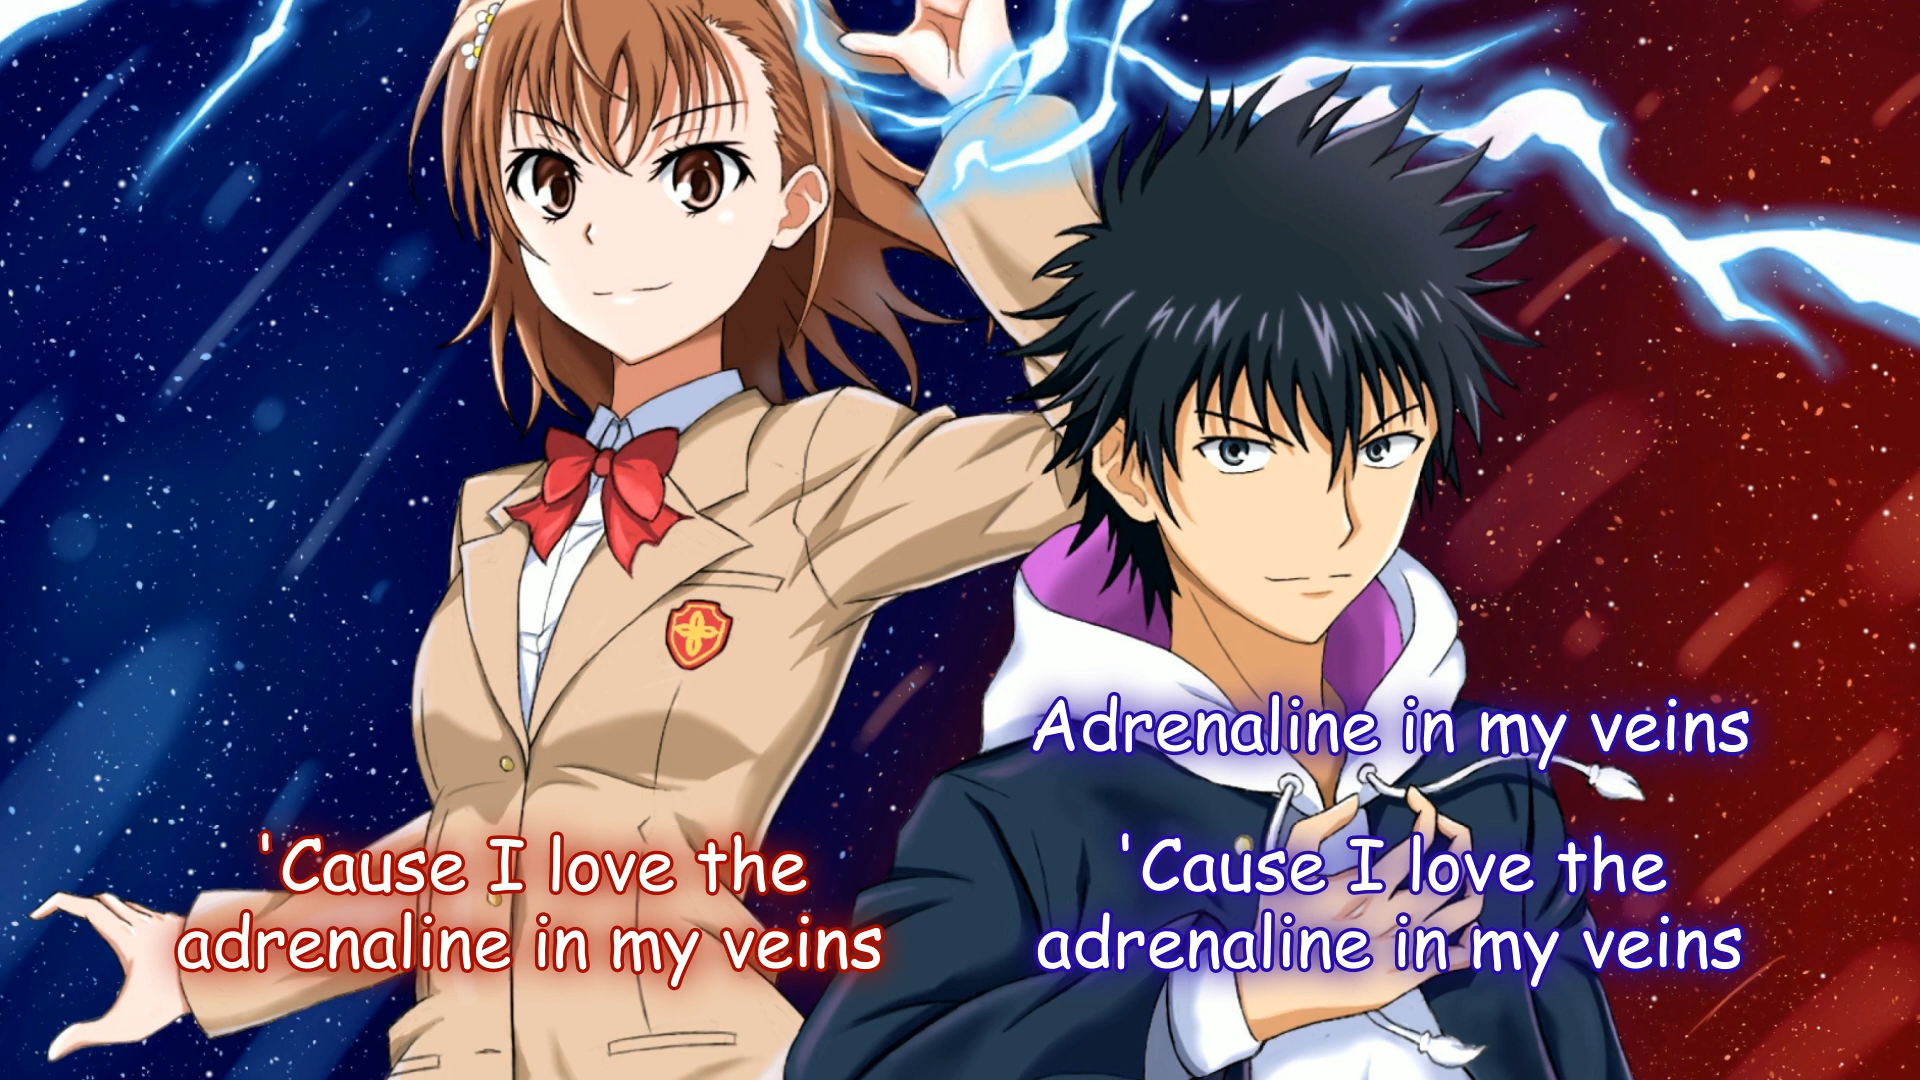 Adrenaline in my veins
'Cause I love the
adrenaline in my veins
'Cause I love the
adrenaline in my veins